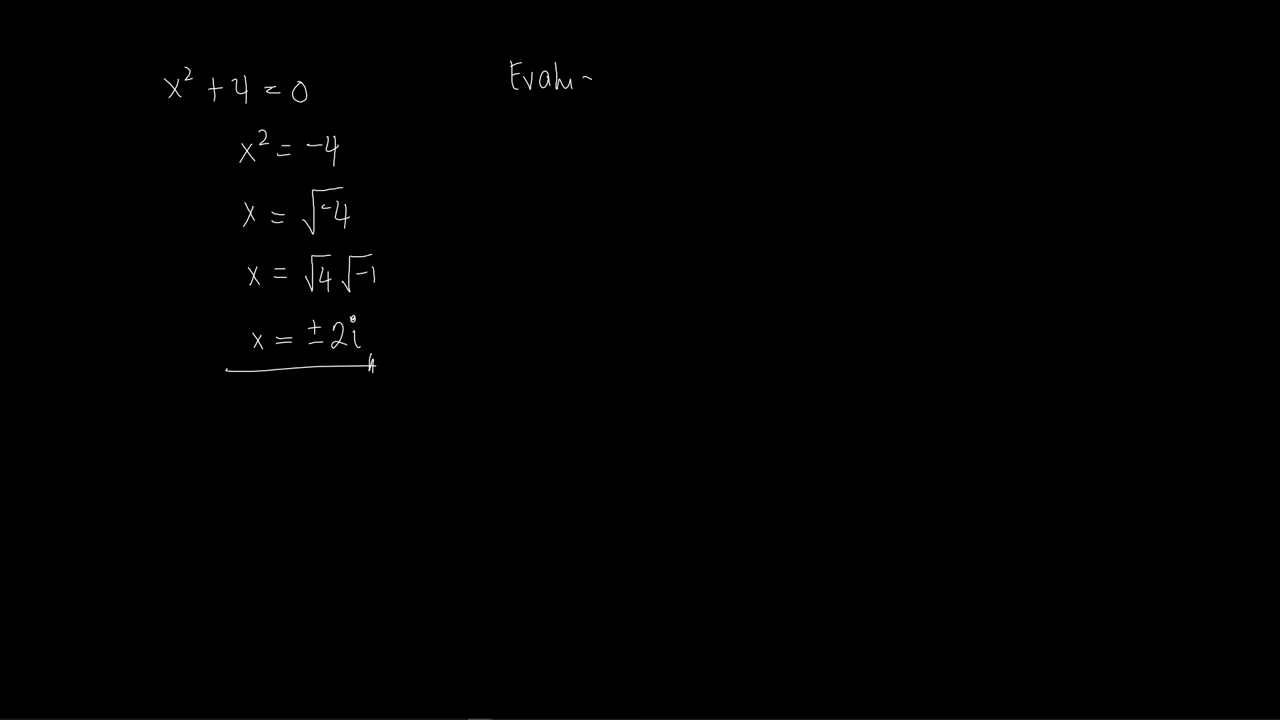 x² + 4 = 0
x² = -4
x = √-4
x = √4 √-1
x = ± 2i